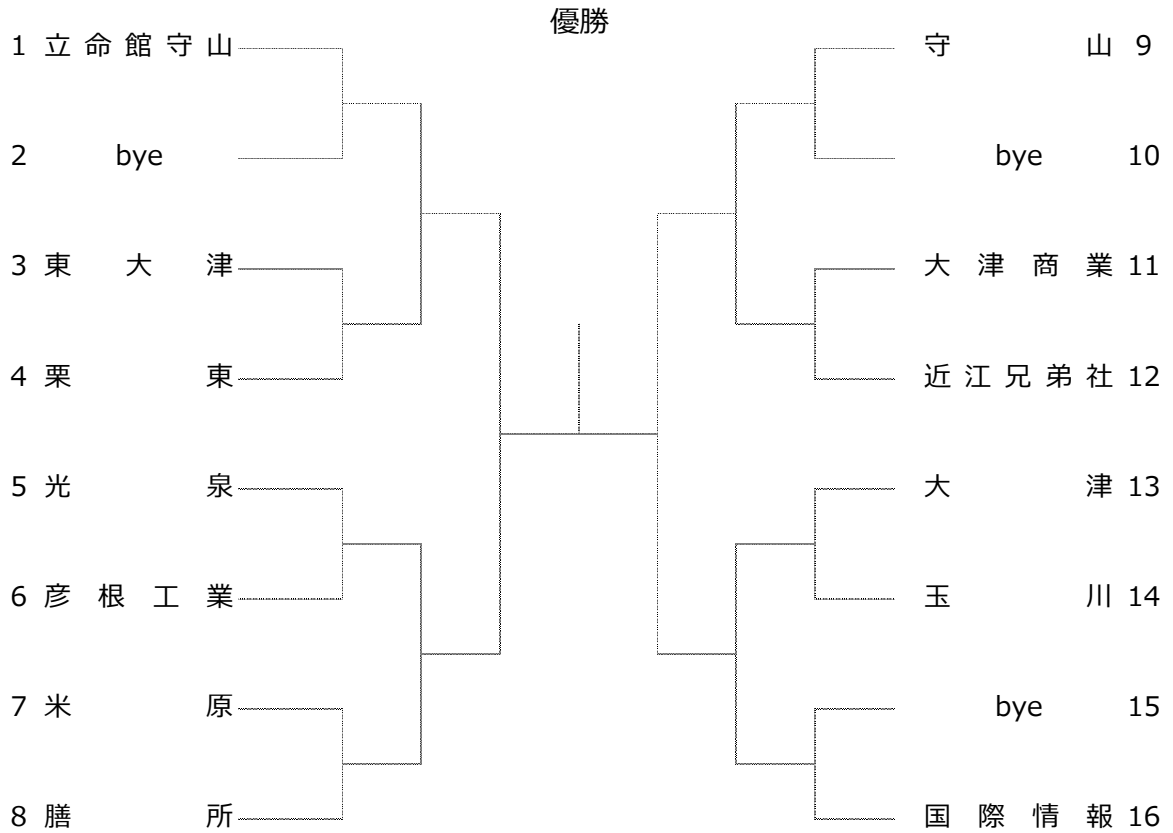 優勝
1 立命館守山
2 bye
3 東大津
4 栗東
5 光泉
6 彦根工業
7 米原
8 膳所
守山 9
bye 10
大津商業 11
近江兄弟社 12
大津 13
玉川 14
bye 15
国際情報 16